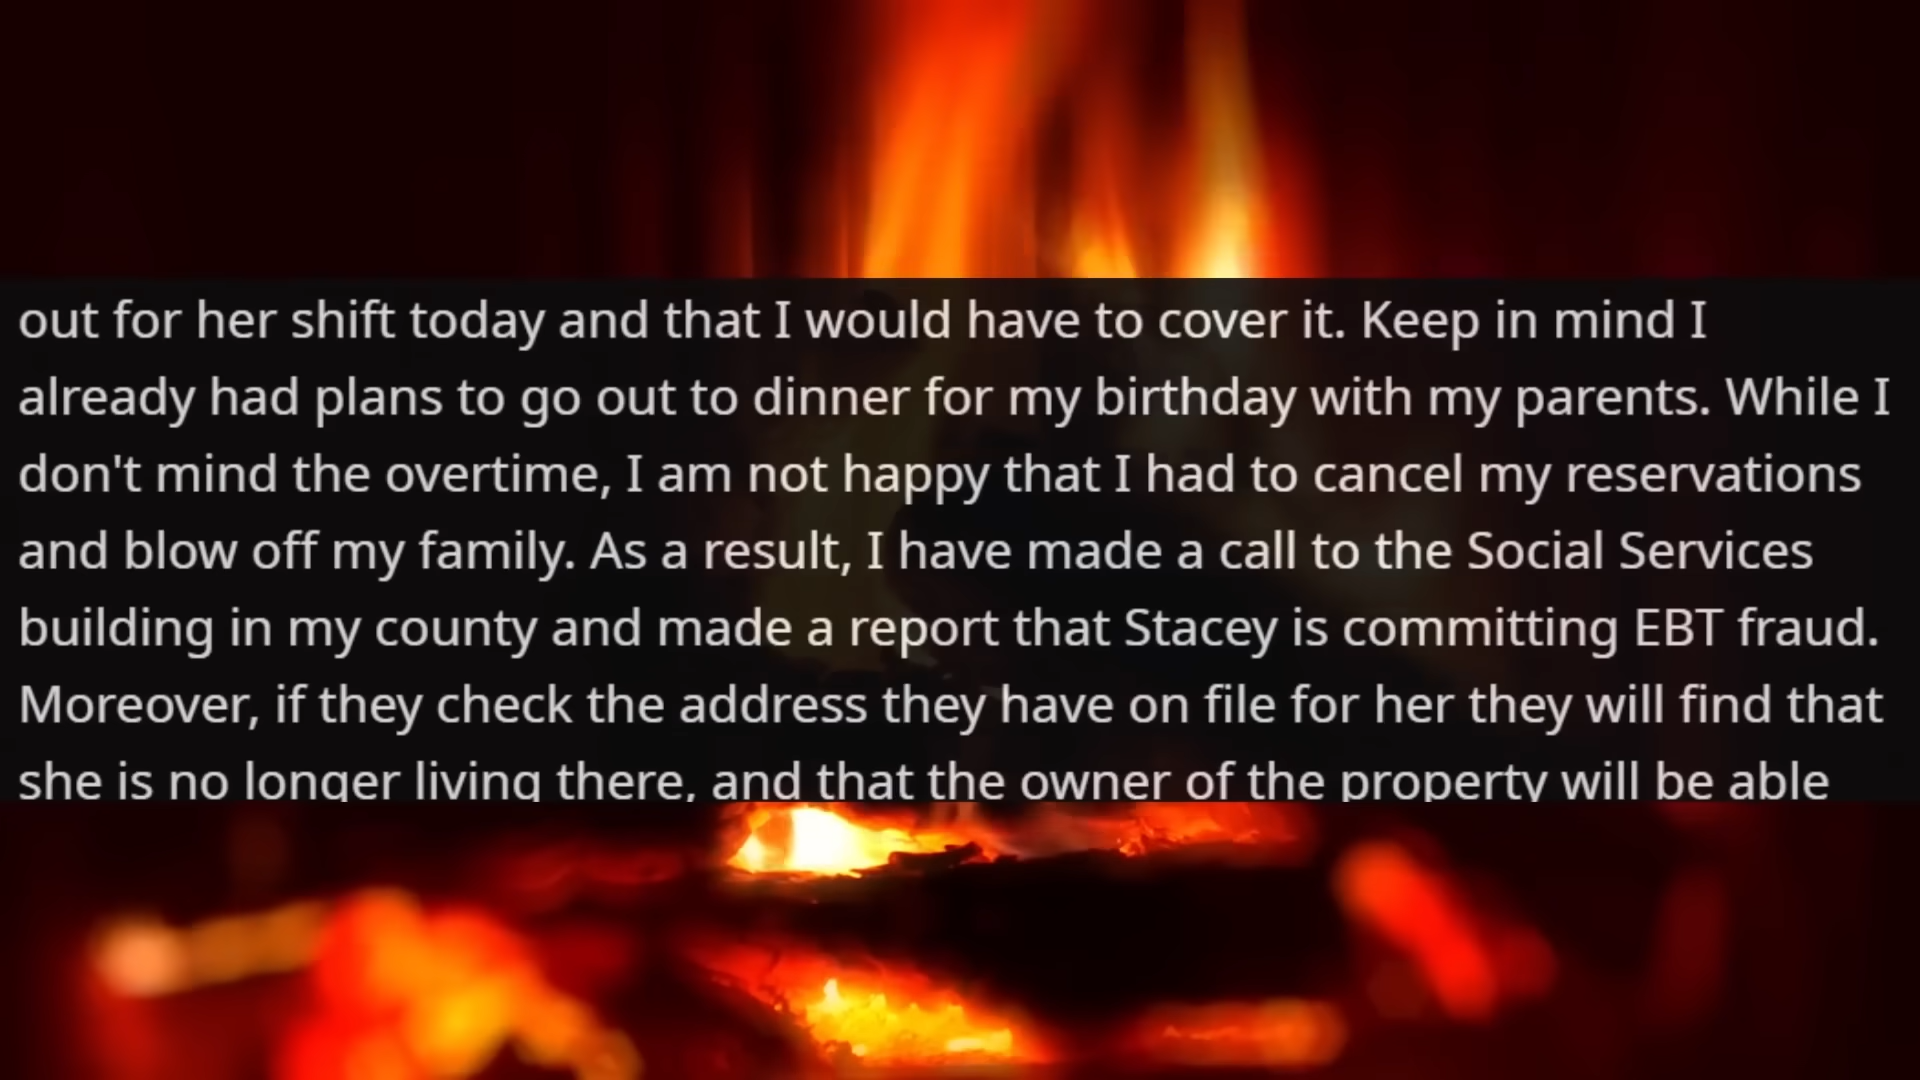 out for her shift today and that I would have to cover it. Keep in mind I
already had plans to go out to dinner for my birthday with my parents. While I
don't mind the overtime, I am not happy that I had to cancel my reservations
and blow off my family. As a result, I have made a call to the Social Services
building in my county and made a report that Stacey is committing EBT fraud.
Moreover, if they check the address they have on file for her they will find that
she is no longer living there, and that the owner of the property will be able